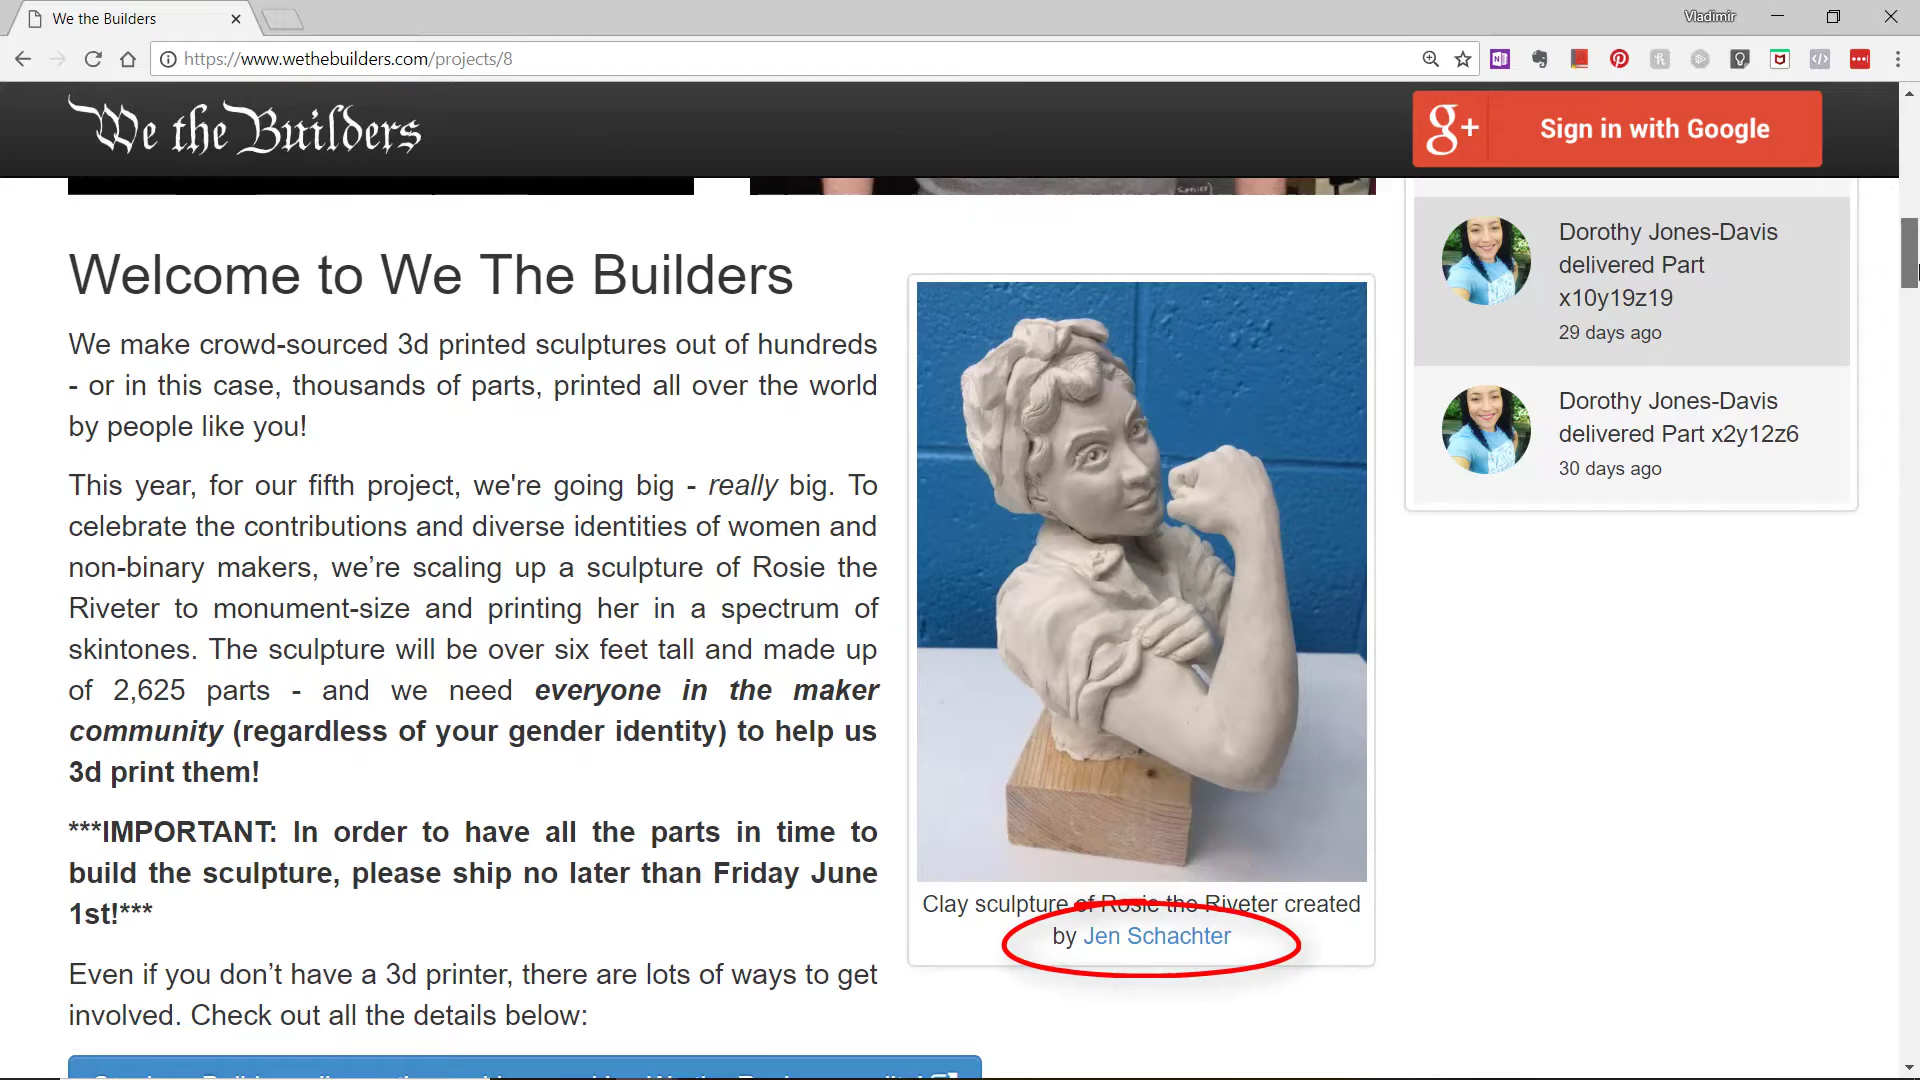 We the Builders
Vladimir
https://www.wethebuilders.com/projects/8
We the Builders
g+ Sign in with Google
Welcome to We The Builders
We make crowd-sourced 3d printed sculptures out of hundreds
- or in this case, thousands of parts, printed all over the world
by people like you!
This year, for our fifth project, we're going big - really big. To
celebrate the contributions and diverse identities of women and
non-binary makers, we’re scaling up a sculpture of Rosie the
Riveter to monument-size and printing her in a spectrum of
skintones. The sculpture will be over six feet tall and made up
of 2,625 parts - and we need everyone in the maker
community (regardless of your gender identity) to help us
3d print them!
***IMPORTANT: In order to have all the parts in time to
build the sculpture, please ship no later than Friday June
1st!***
Even if you don’t have a 3d printer, there are lots of ways to get
involved. Check out all the details below:
Clay sculpture of Rosie the Riveter created
by Jen Schachter
Dorothy Jones-Davis
delivered Part
x10y19z19
29 days ago
Dorothy Jones-Davis
delivered Part x2y12z6
30 days ago